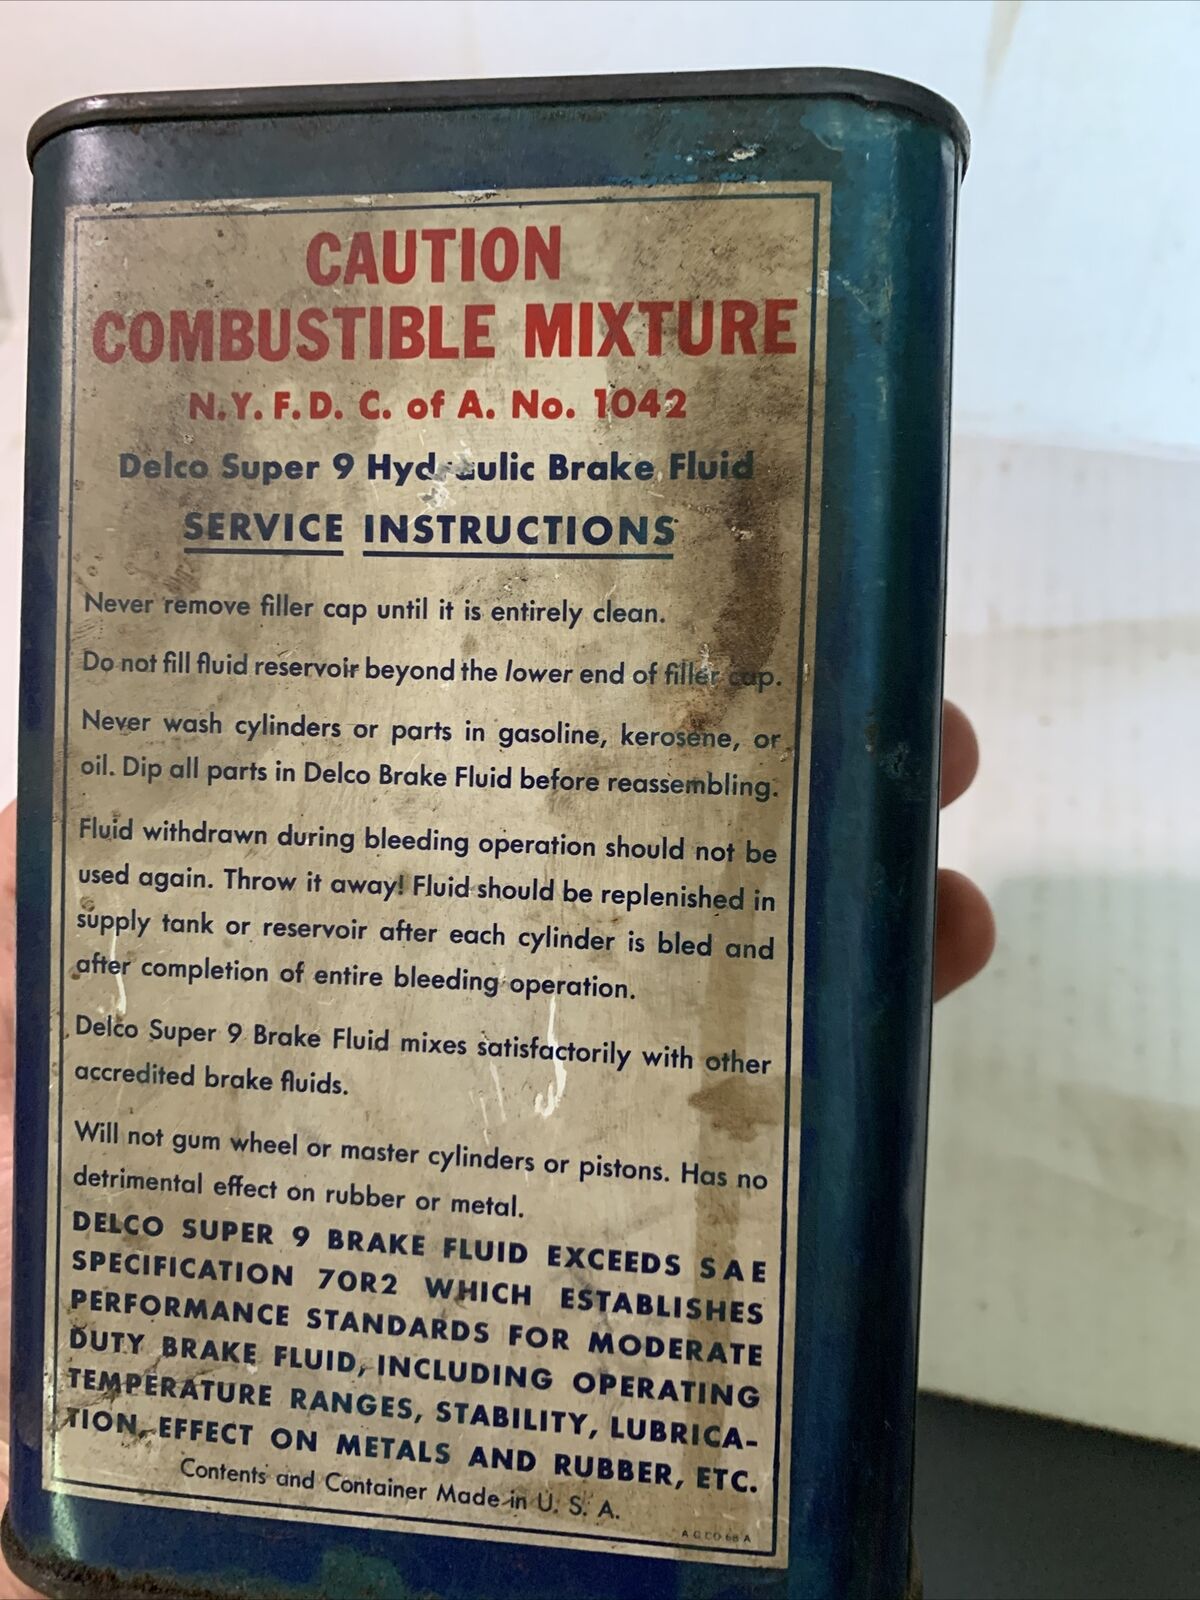 CAUTION
COMBUSTIBLE MIXTURE
N.Y. F. D. C. of A. No. 1042
Delco Super 9 Hydraulic Brake Fluid
SERVICE INSTRUCTIONS
Never remove filler cap until it is entirely clean.
Do not fill fluid reservoir beyond the lower end of filler cap.
Never wash cylinders or parts in gasoline, kerosene, or
oil. Dip all parts in Delco Brake Fluid before reassembling.
Fluid withdrawn during bleeding operation should not be
used again. Throw it away! Fluid should be replenished in
supply tank or reservoir after each cylinder is bled and
after completion of entire bleeding operation.
Delco Super 9 Brake Fluid mixes satisfactorily with other
accredited brake fluids.
Will not gum wheel or master cylinders or pistons. Has no
detrimental effect on rubber or metal.
DELCO SUPER 9 BRAKE FLUID EXCEEDS SAE
SPECIFICATION 70R2 WHICH ESTABLISHES
PERFORMANCE STANDARDS FOR MODERATE
DUTY BRAKE FLUID, INCLUDING OPERATING
TEMPERATURE RANGES, STABILITY, LUBRICA-
TION, EFFECT ON METALS AND RUBBER, ETC.
Contents and Container Made in U. S. A.